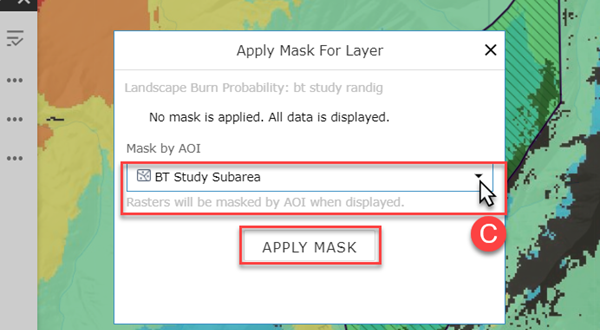 Apply Mask For Layer
Landscape Burn Probability: bt study randig
No mask is applied. All data is displayed.
Mask by AOI
BT Study Subarea
Rasters will be masked by AOI when displayed.
C
APPLY MASK